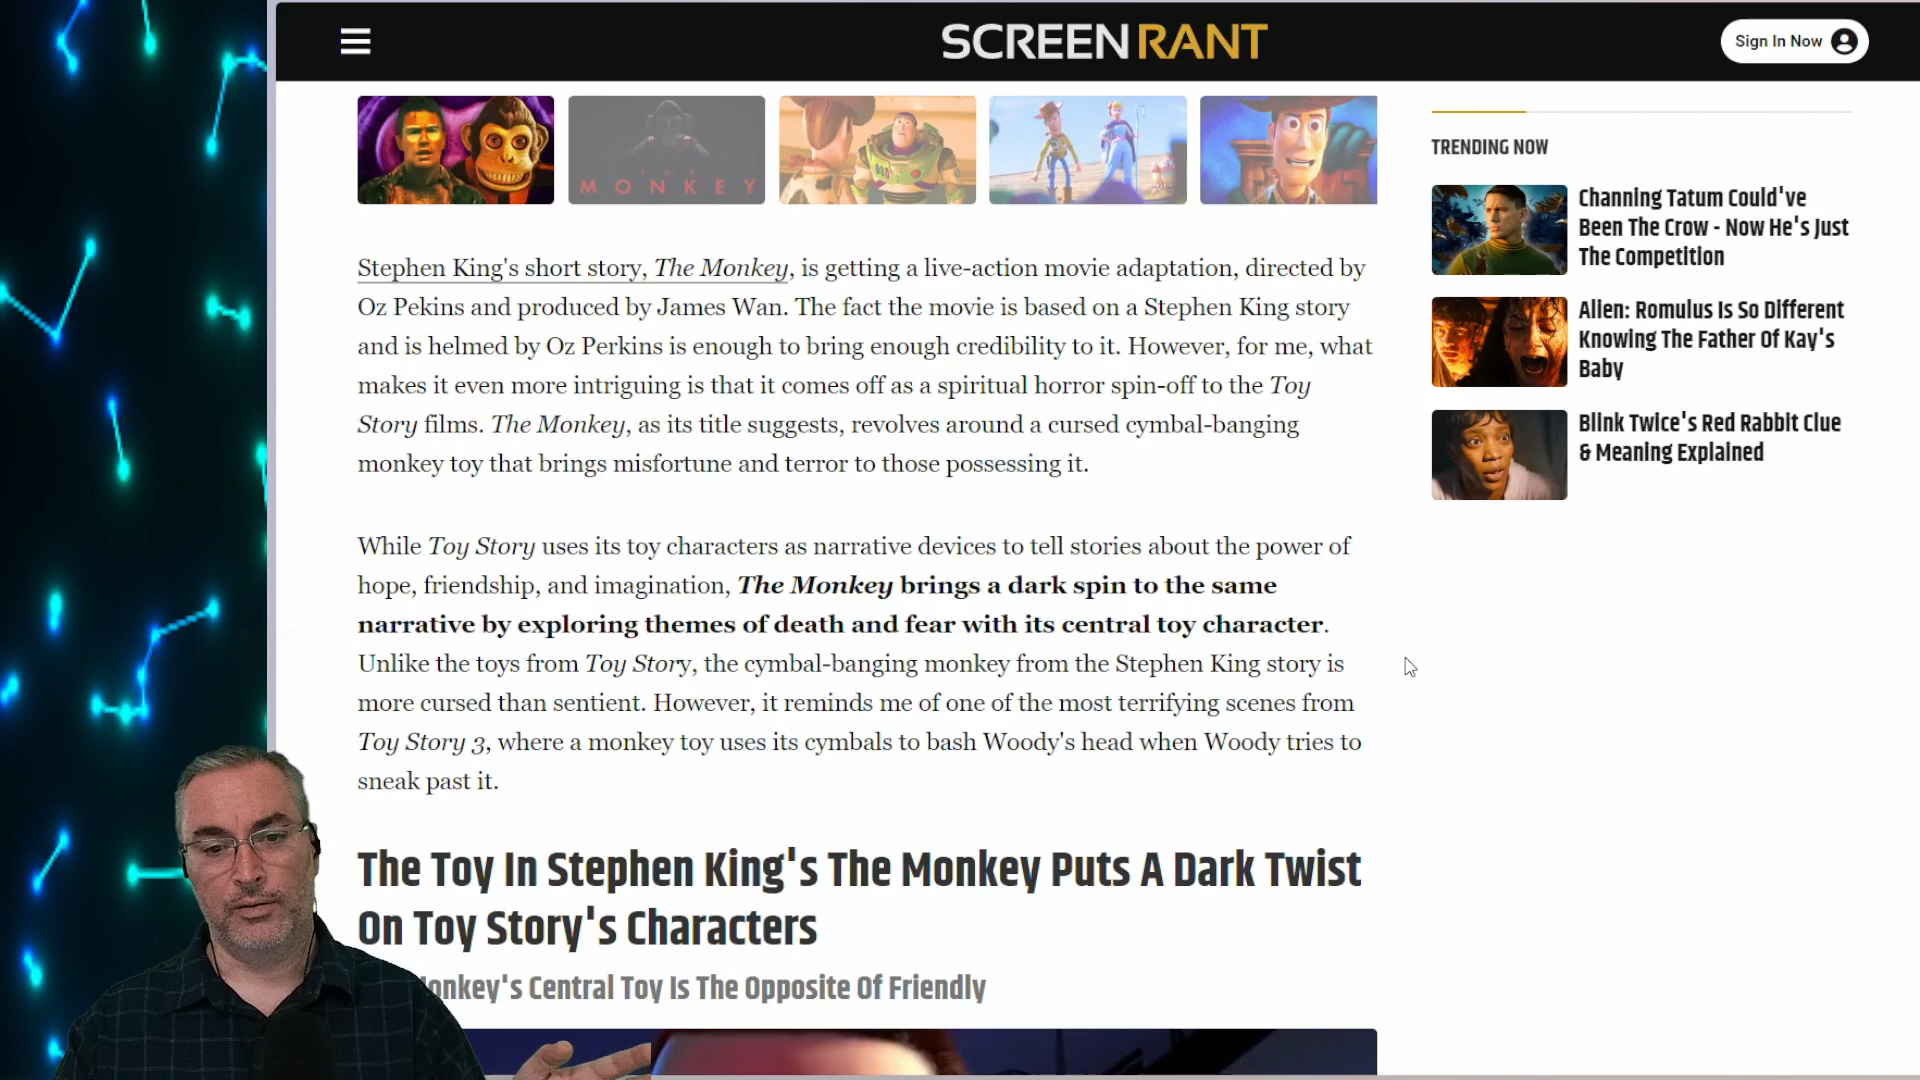 SCREENRANT
Sign In Now
THE
MONKEY
Stephen King's short story, The Monkey, is getting a live-action movie adaptation, directed by
Oz Pekins and produced by James Wan. The fact the movie is based on a Stephen King story
and is helmed by Oz Perkins is enough to bring enough credibility to it. However, for me, what
makes it even more intriguing is that it comes off as a spiritual horror spin-off to the Toy
Story films. The Monkey, as its title suggests, revolves around a cursed cymbal-banging
monkey toy that brings misfortune and terror to those possessing it.
While Toy Story uses its toy characters as narrative devices to tell stories about the power of
hope, friendship, and imagination, The Monkey brings a dark spin to the same
narrative by exploring themes of death and fear with its central toy character.
Unlike the toys from Toy Story, the cymbal-banging monkey from the Stephen King story is
more cursed than sentient. However, it reminds me of one of the most terrifying scenes from
Toy Story 3, where a monkey toy uses its cymbals to bash Woody's head when Woody tries to
sneak past it.
The Toy In Stephen King's The Monkey Puts A Dark Twist
On Toy Story's Characters
onkey's Central Toy Is The Opposite Of Friendly
TRENDING NOW
Channing Tatum Could've
Been The Crow - Now He's Just
The Competition
Alien: Romulus Is So Different
Knowing The Father Of Kay's
Baby
Blink Twice's Red Rabbit Clue
& Meaning Explained